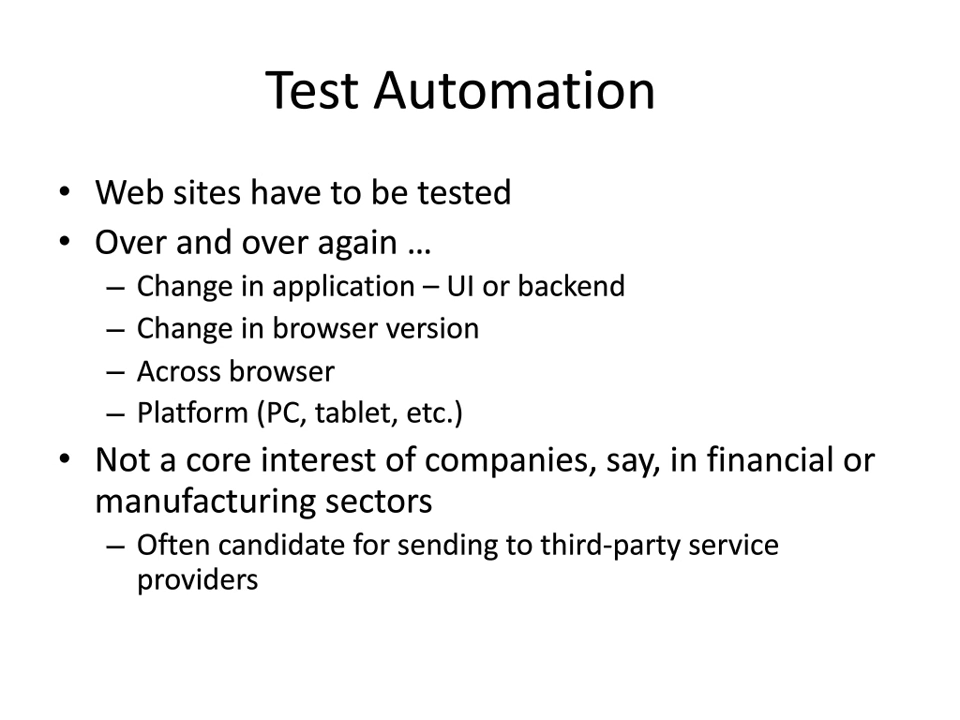 Test Automation
• Web sites have to be tested
• Over and over again …
– Change in application – UI or backend
– Change in browser version
– Across browser
– Platform (PC, tablet, etc.)
• Not a core interest of companies, say, in financial or
manufacturing sectors
– Often candidate for sending to third-party service
providers